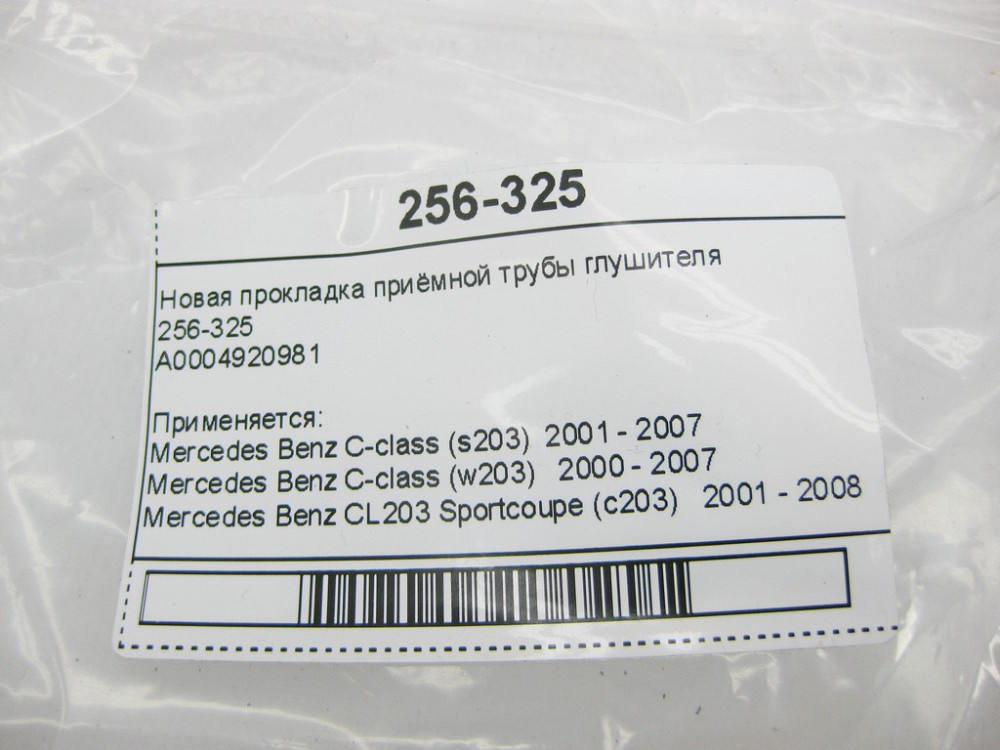 256-325
Новая прокладка приёмной трубы глушителя
256-325
A0004920981
Применяется:
Mercedes Benz C-class (s203) 2001 - 2007
Mercedes Benz C-class (w203) 2000 - 2007
Mercedes Benz CL203 Sportcoupe (c203) 2001 - 2008